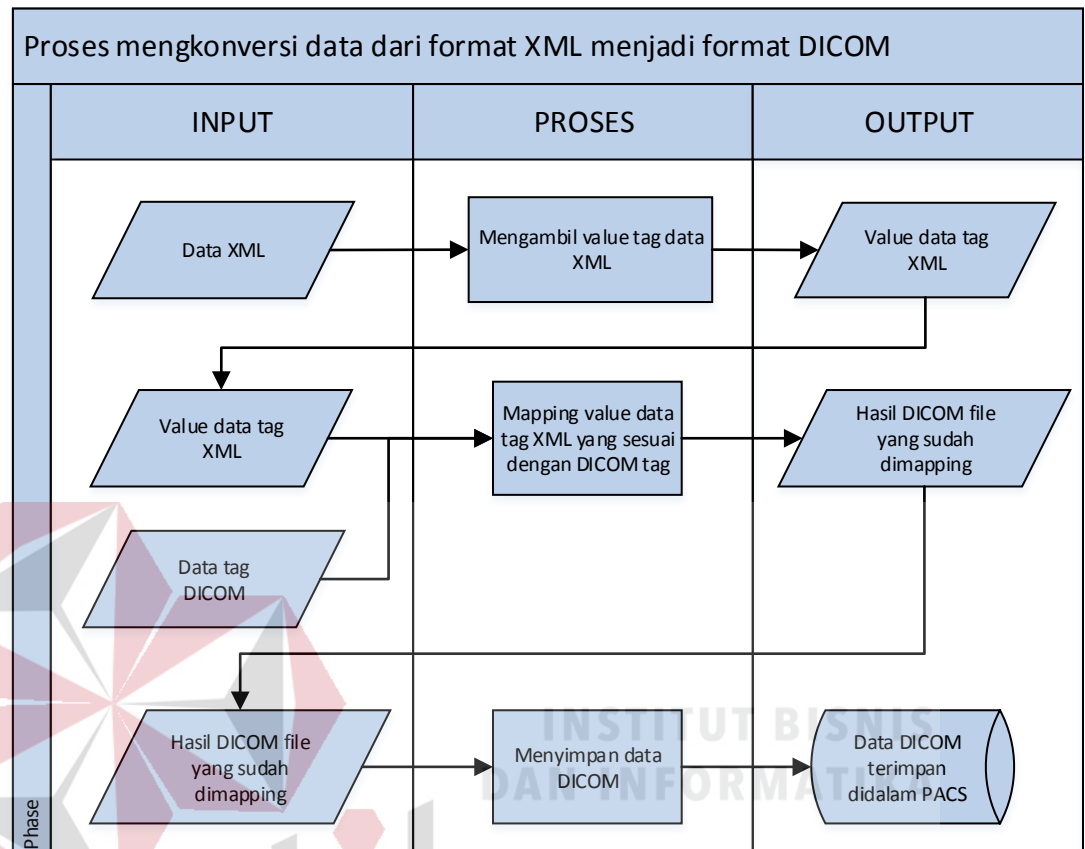 Proses mengkonversi data dari format XML menjadi format DICOM
INPUT
PROSES
OUTPUT
Data XML
Mengambil value tag data
XML
Value data tag
XML
Value data tag
XML
Mapping value data
tag XML yang sesuai
dengan DICOM tag
Hasil DICOM file
yang sudah
dimapping
Data tag
DICOM
Hasil DICOM file
yang sudah
dimapping
Menyimpan data
DICOM
Data DICOM
terimpan
didalam PACS
Phase
INSTITUT BISNIS
DAN INFORMATIKA